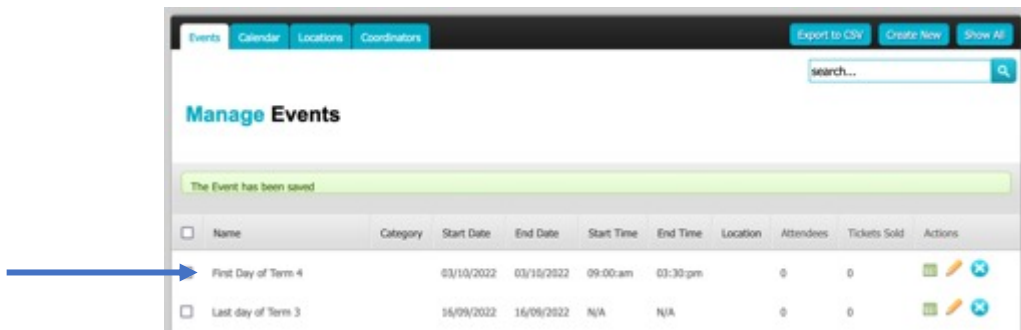 Events Calendar Locations Coordinators Export to CSV Create New Show All
search...
Manage Events
The Event has been saved
Name Category Start Date End Date Start Time End Time Location Attendees Tickets Sold Actions
First Day of Term 4 03/10/2022 03/10/2022 09:00:am 03:30:pm 0 0
Last day of Term 3 16/09/2022 16/09/2022 N/A N/A 0 0